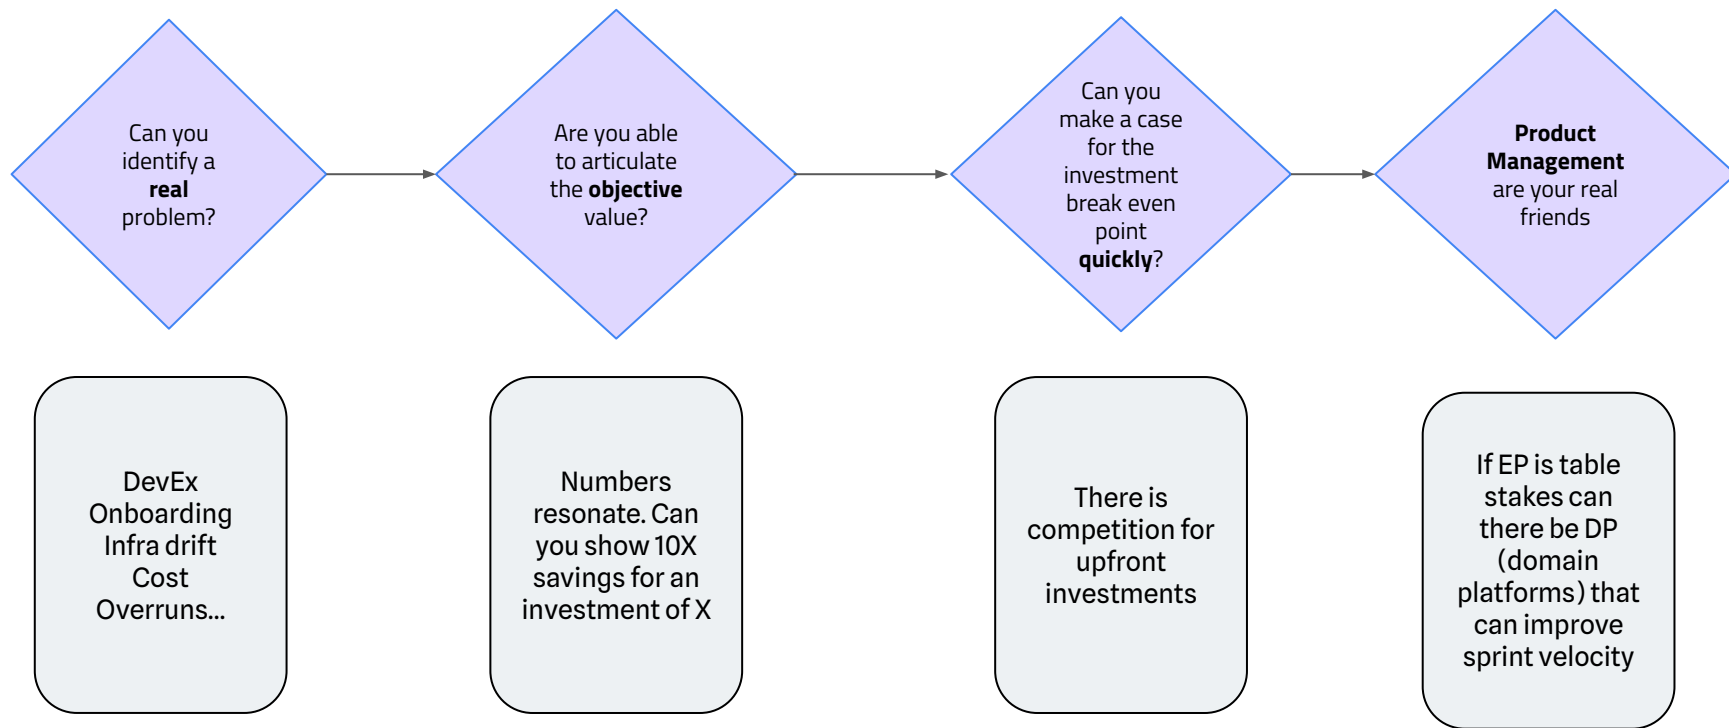 Can you
identify a
real
problem?
Are you able
to articulate
the objective
value?
Can you
make a case
for the
investment
break even
point
quickly?
Product
Management
are your real
friends
DevEx
Onboarding
Infra drift
Cost
Overruns...
Numbers
resonate. Can
you show 10X
savings for an
investment of X
There is
competition for
upfront
investments
If EP is table
stakes can
there be DP
(domain
platforms) that
can improve
sprint velocity